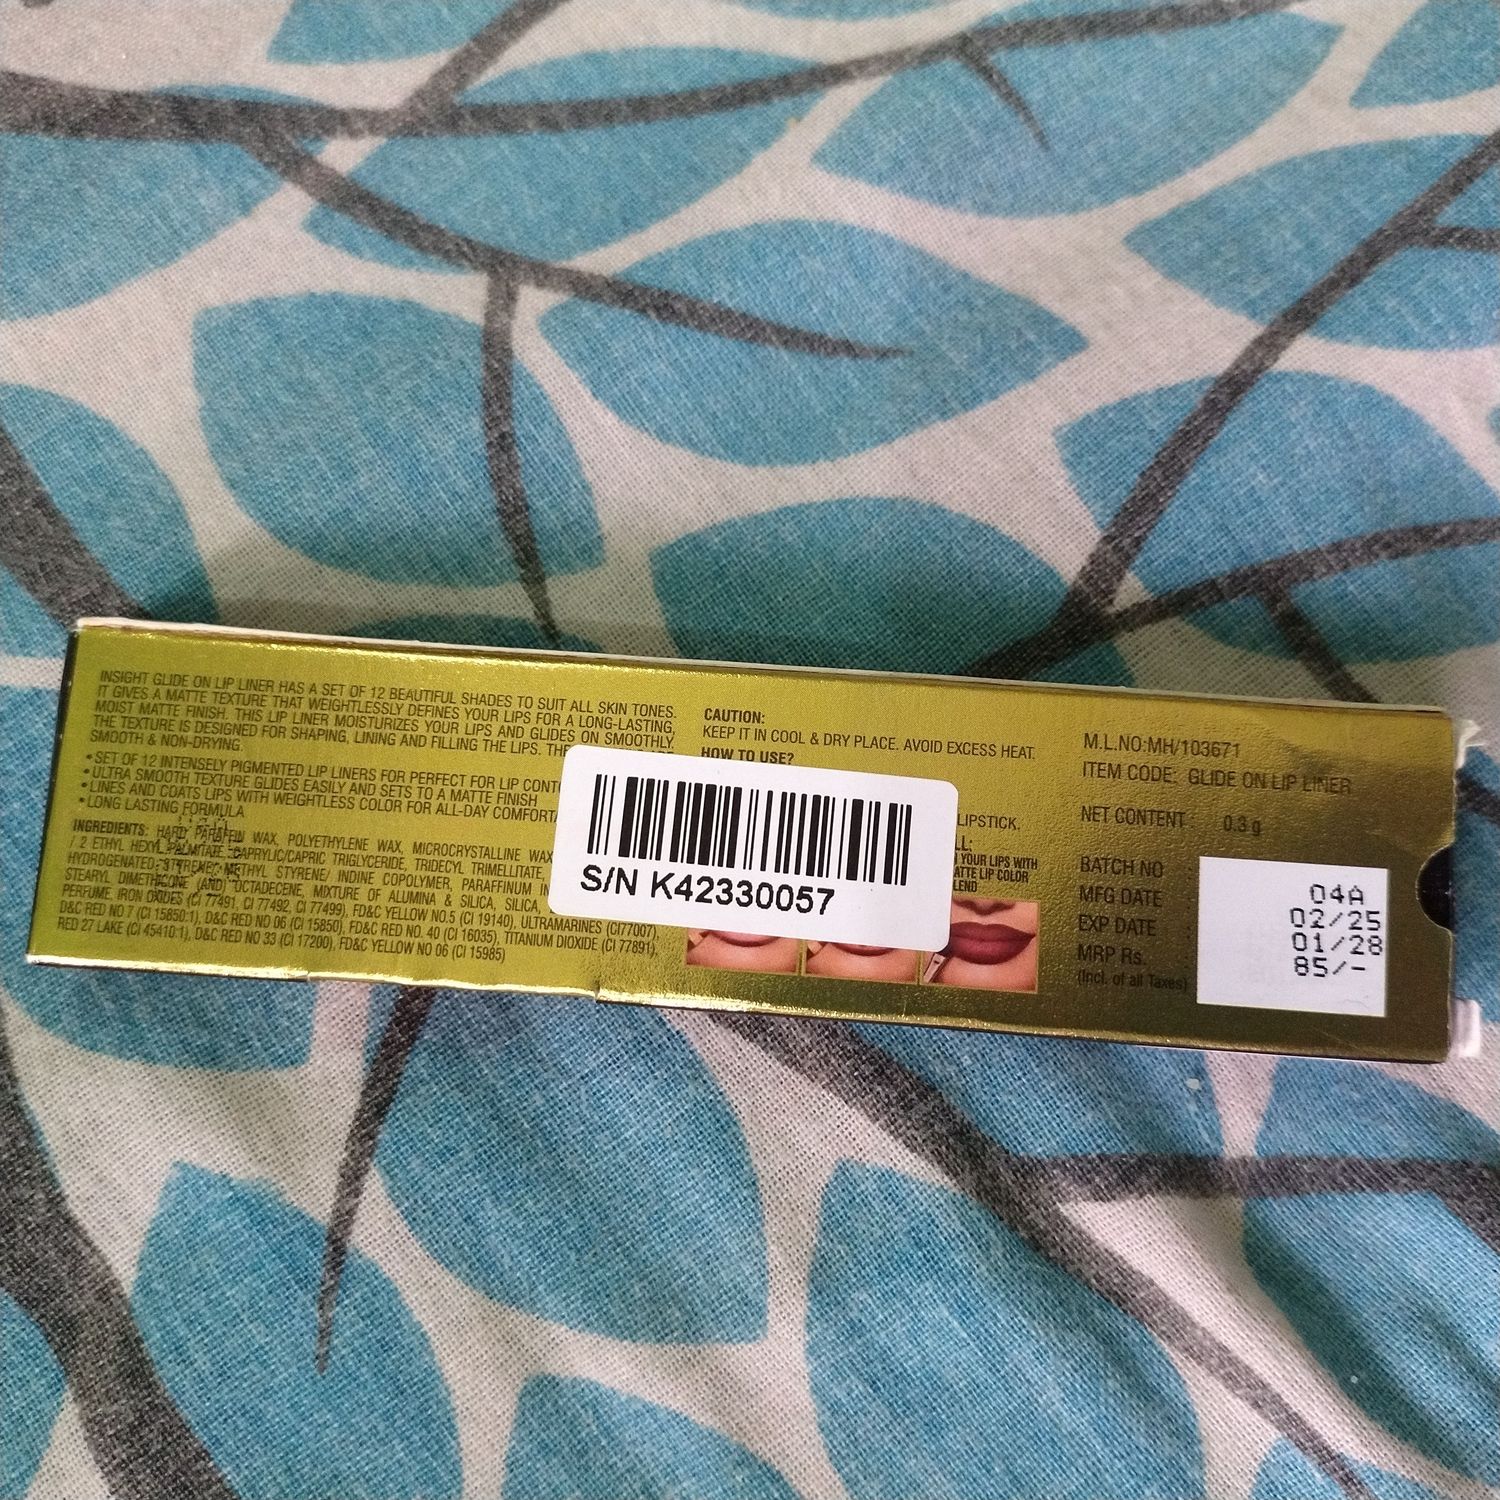 INSIGHT GLIDE ON LIP LINER HAS A SET OF 12 BEAUTIFUL SHADES TO SUIT ALL SKIN TONES.
IT GIVES A MATTE TEXTURE THAT WEIGHTLESSLY DEFINES YOUR LIPS FOR A LONG-LASTING,
MOIST MATTE FINISH. THIS LIP LINER MOISTURIZES YOUR LIPS AND GLIDES ON SMOOTHLY.
THE TEXTURE IS DESIGNED FOR SHAPING, LINING AND FILLING THE LIPS.
SMOOTH & NON-DRYING.
• SET OF 12 INTENSELY PIGMENTED LIP LINERS FOR PERFECT FOR LIP
• ULTRA SMOOTH TEXTURE GLIDES EASILY AND SETS TO A MATTE FINISH
• LINES AND COATS LIPS WITH WEIGHTLESS COLOR FOR ALL-DAY
• LONG LASTING FORMULA
INGREDIENTS: HARD PARAFFIN WAX, POLYETHYLENE WAX, MICROCRYSTALLINE WAX
/ 2 ETHYL HEXYL PALMITATE, CAPRYLIC/CAPRIC TRIGLYCERIDE, TRIDECYL TRIMELLITATE,
HYDROGENATED STYRENE/ METHYL STYRENE/ INDINE COPOLYMER, PARAFFINUM
STEARYL DIMETHICONE (AND) OCTADECENE, MIXTURE OF ALUMINA & SILICA, SILICA,
PERFUME, IRON OXIDES (CI 77491, CI 77492, CI 77499), FD&C YELLOW NO.5 (CI 19140), ULTRAMARINES (CI77007),
D&C RED NO 7 (CI 15850:1), D&C RED NO 06 (CI 15850), FD&C RED NO. 40 (CI 16035), TITANIUM DIOXIDE (CI 77891),
RED 27 LAKE (CI 45410:1), D&C RED NO 33 (CI 17200), FD&C YELLOW NO 06 (CI 15985)
CAUTION:
KEEP IT IN COOL & DRY PLACE. AVOID EXCESS HEAT.
HOW TO USE?
LIPSTICK.
YOUR LIPS WITH
LIP COLOR
S/N K42330057
M.L.NO:MH/103671
ITEM CODE: GLIDE ON LIP LINER
NET CONTENT : 0.3 g
BATCH NO : 04A
MFG DATE : 02/25
EXP DATE : 01/28
MRP Rs. : 85/-
(Incl. of all Taxes)